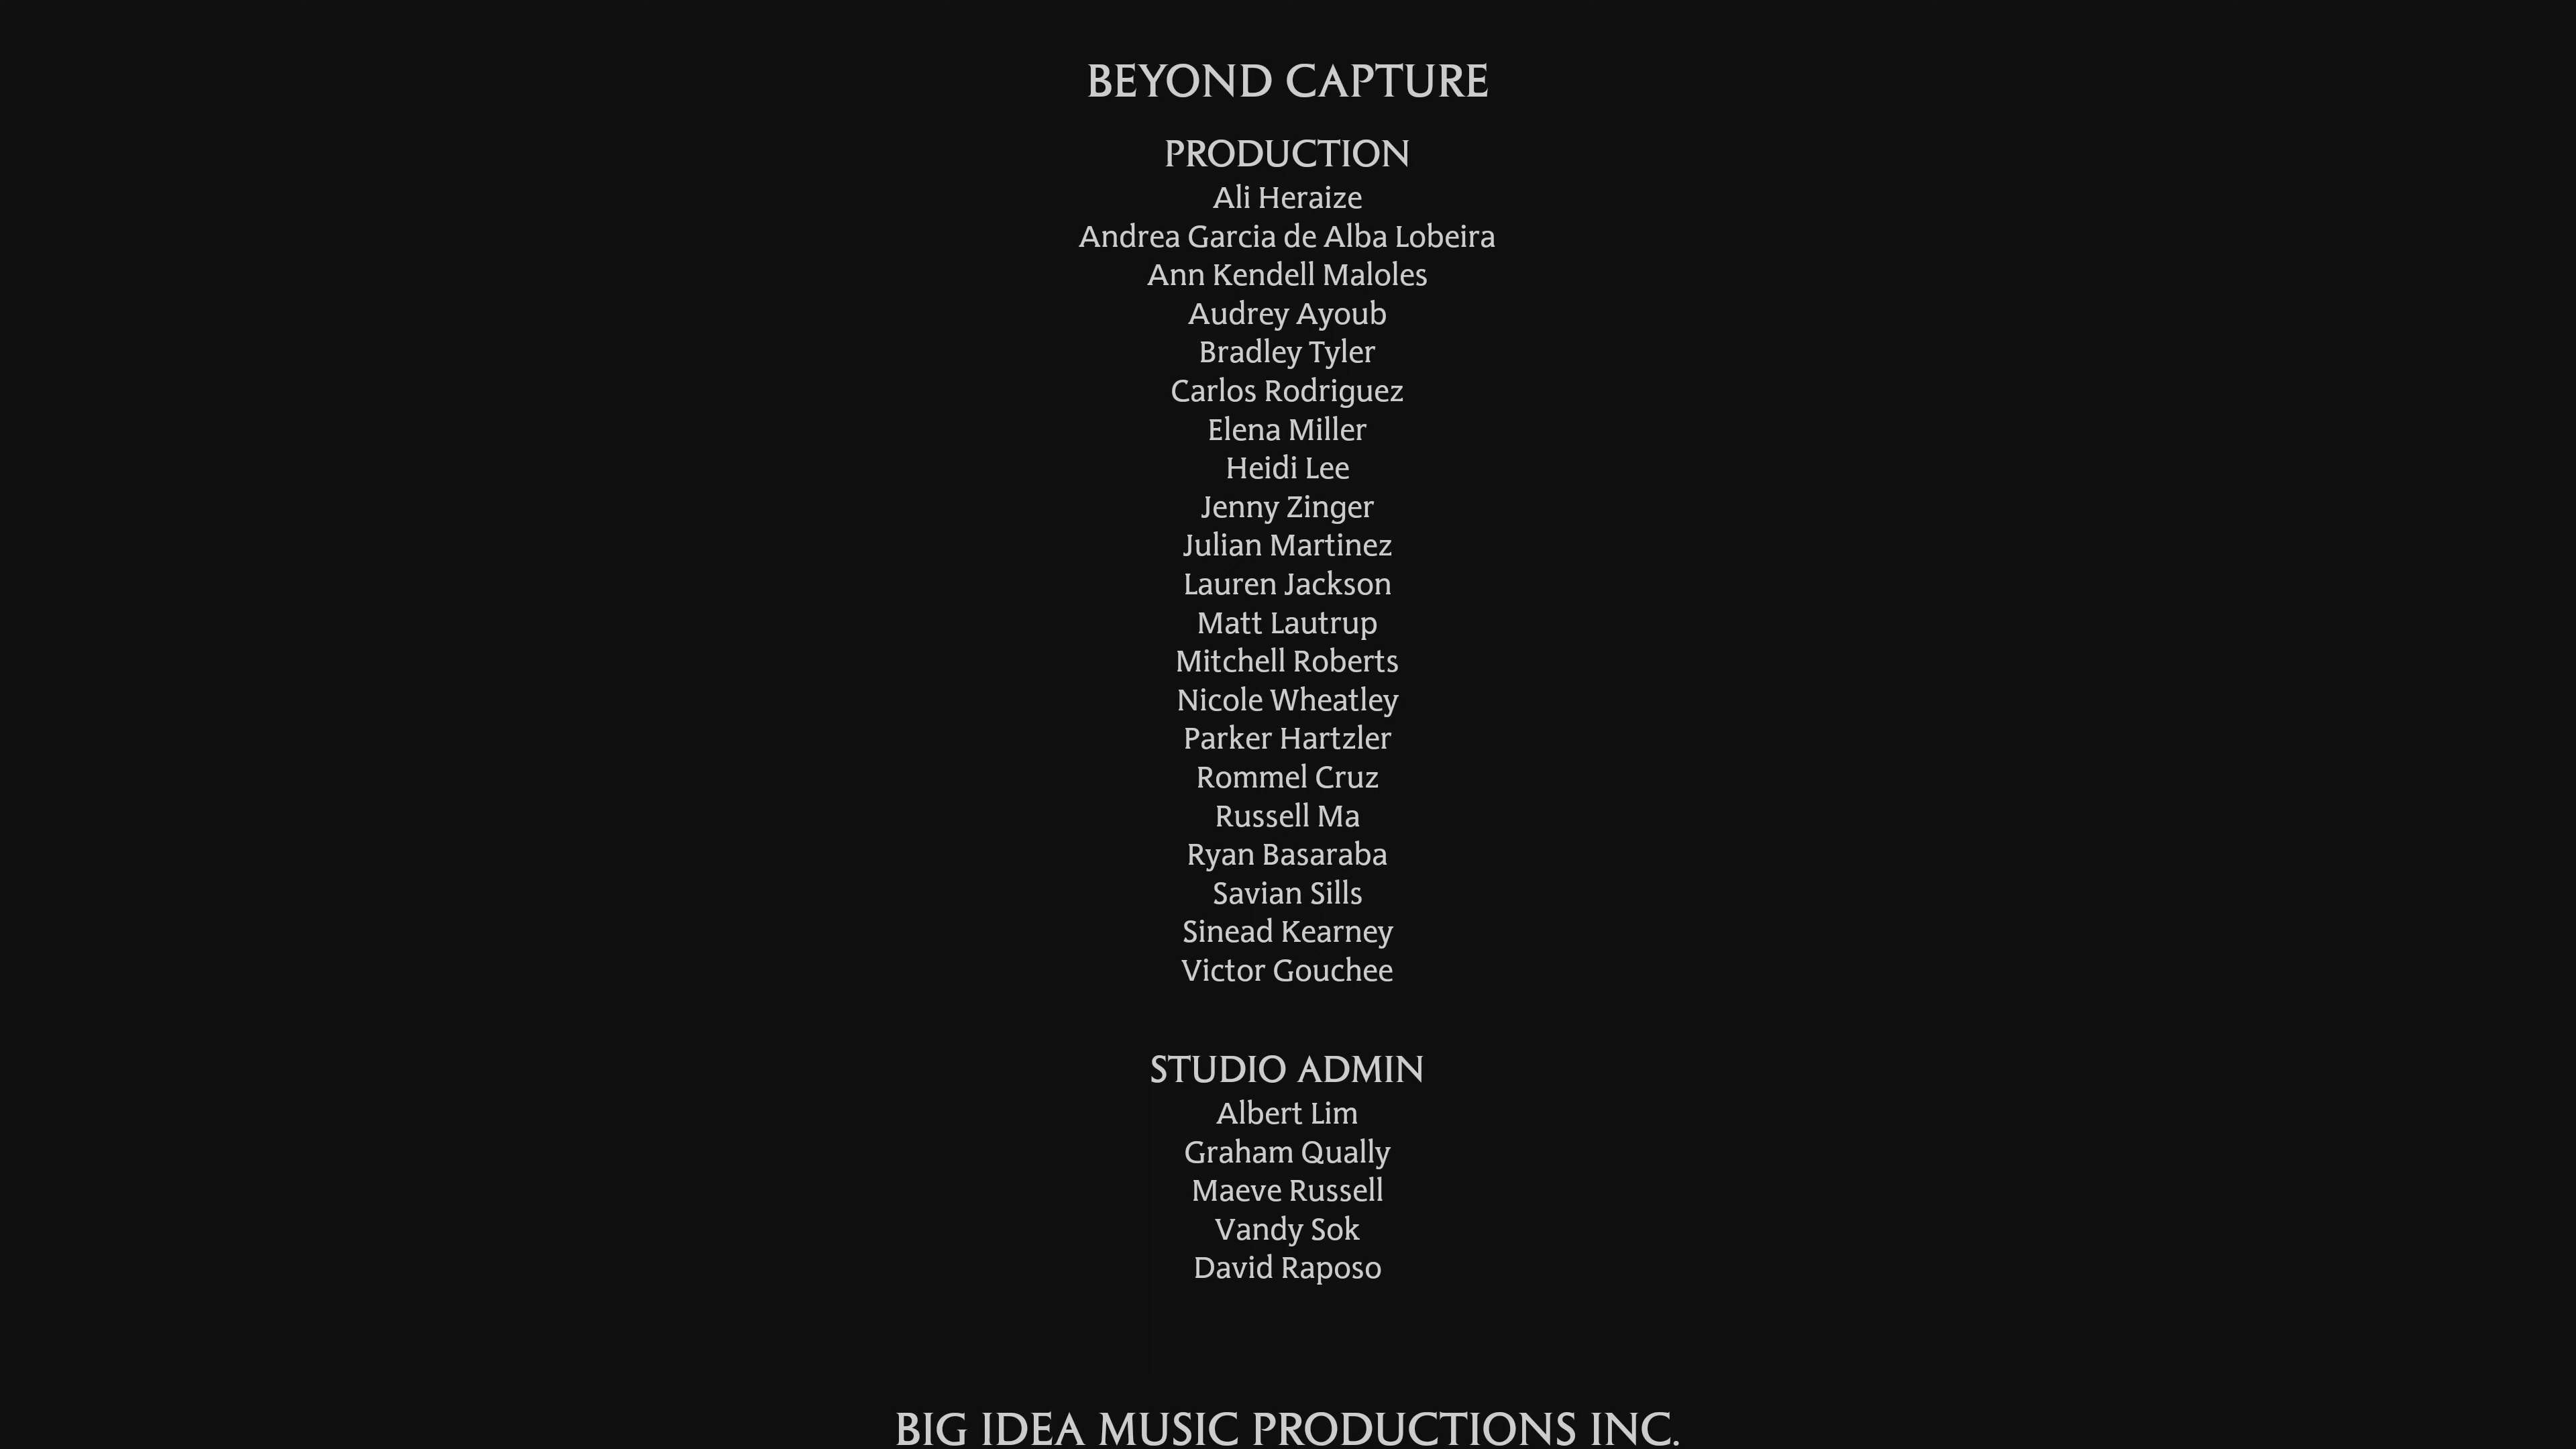 BEYOND CAPTURE
PRODUCTION
Ali Heraize
Andrea Garcia de Alba Lobeira
Ann Kendell Maloles
Audrey Ayoub
Bradley Tyler
Carlos Rodriguez
Elena Miller
Heidi Lee
Jenny Zinger
Julian Martinez
Lauren Jackson
Matt Lautrup
Mitchell Roberts
Nicole Wheatley
Parker Hartzler
Rommel Cruz
Russell Ma
Ryan Basaraba
Savian Sills
Sinead Kearney
Victor Gouchee
STUDIO ADMIN
Albert Lim
Graham Qually
Maeve Russell
Vandy Sok
David Raposo
BIG IDEA MUSIC PRODUCTIONS INC.